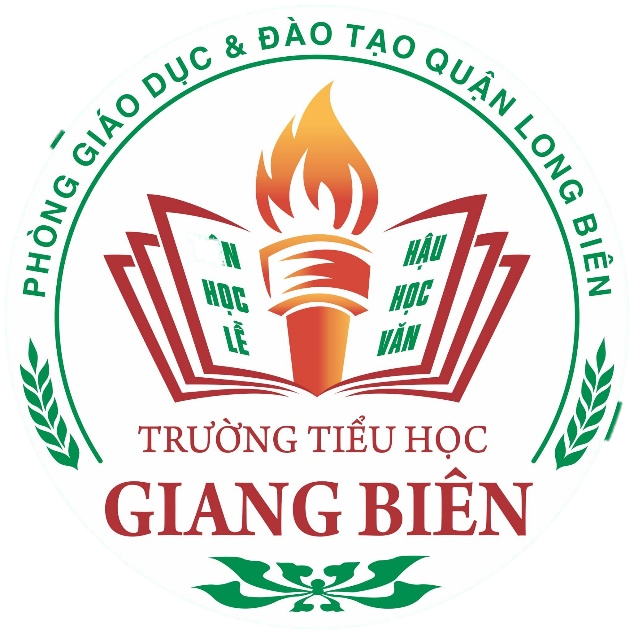 PHÒNG GIÁO DỤC & ĐÀO TẠO QUẬN LONG BIÊN
HỌC
LỄ
HẬU
HỌC
VĂN
TRƯỜNG TIỂU HỌC
GIANG BIÊN